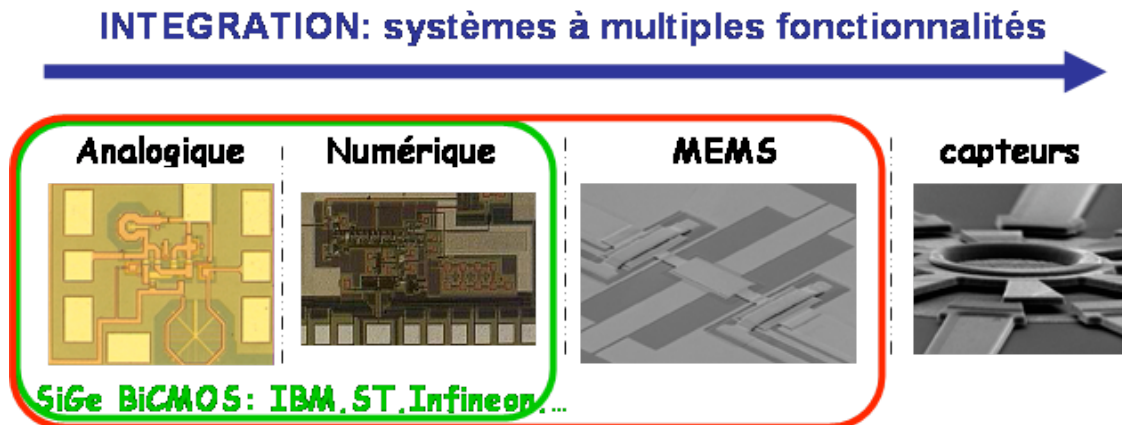 INTEGRATION: systèmes à multiples fonctionnalités
Analogique
Numérique
MEMS
capteurs
SiGe BiCMOS: IBM,ST,Infineon,…